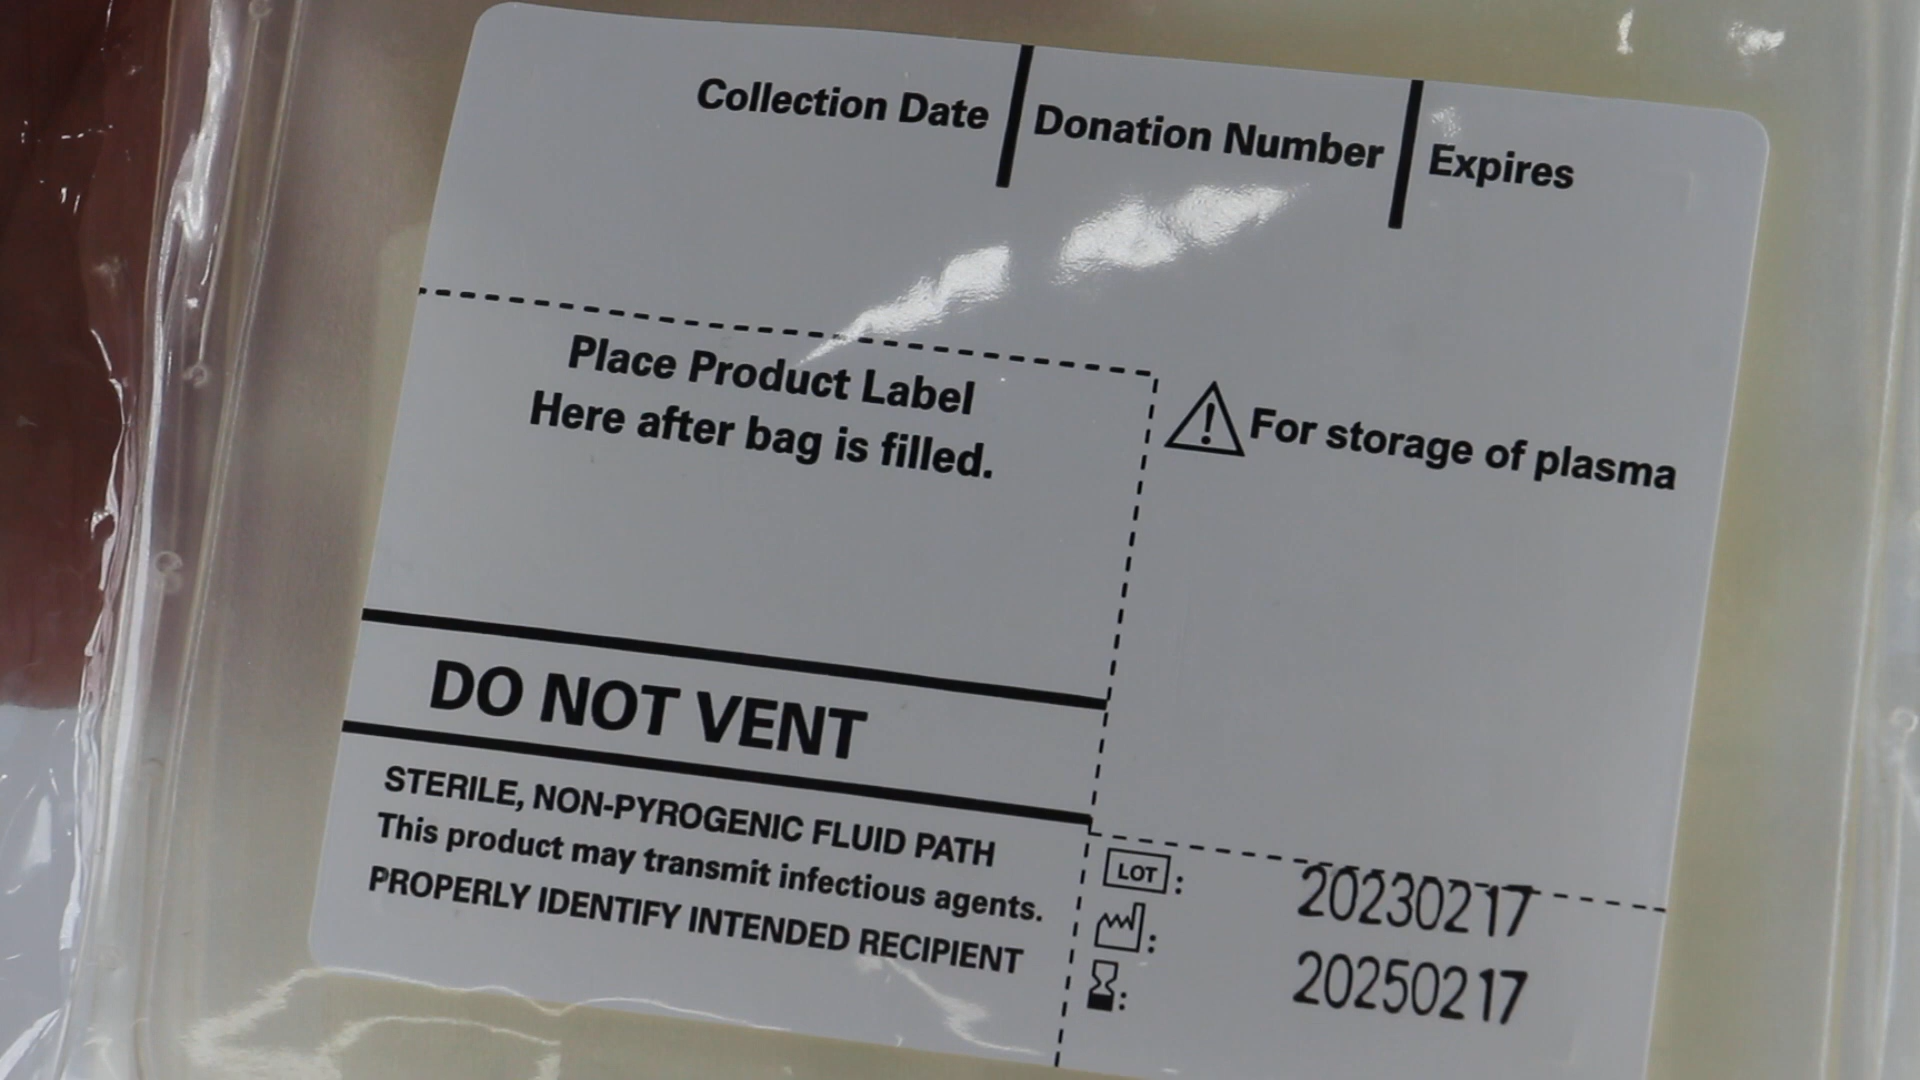 Collection Date
Donation Number
Expires
Place Product Label
Here after bag is filled.
For storage of plasma
DO NOT VENT
STERILE, NON-PYROGENIC FLUID PATH
This product may transmit infectious agents.
PROPERLY IDENTIFY INTENDED RECIPIENT
LOT : 20230217
: 20250217
: